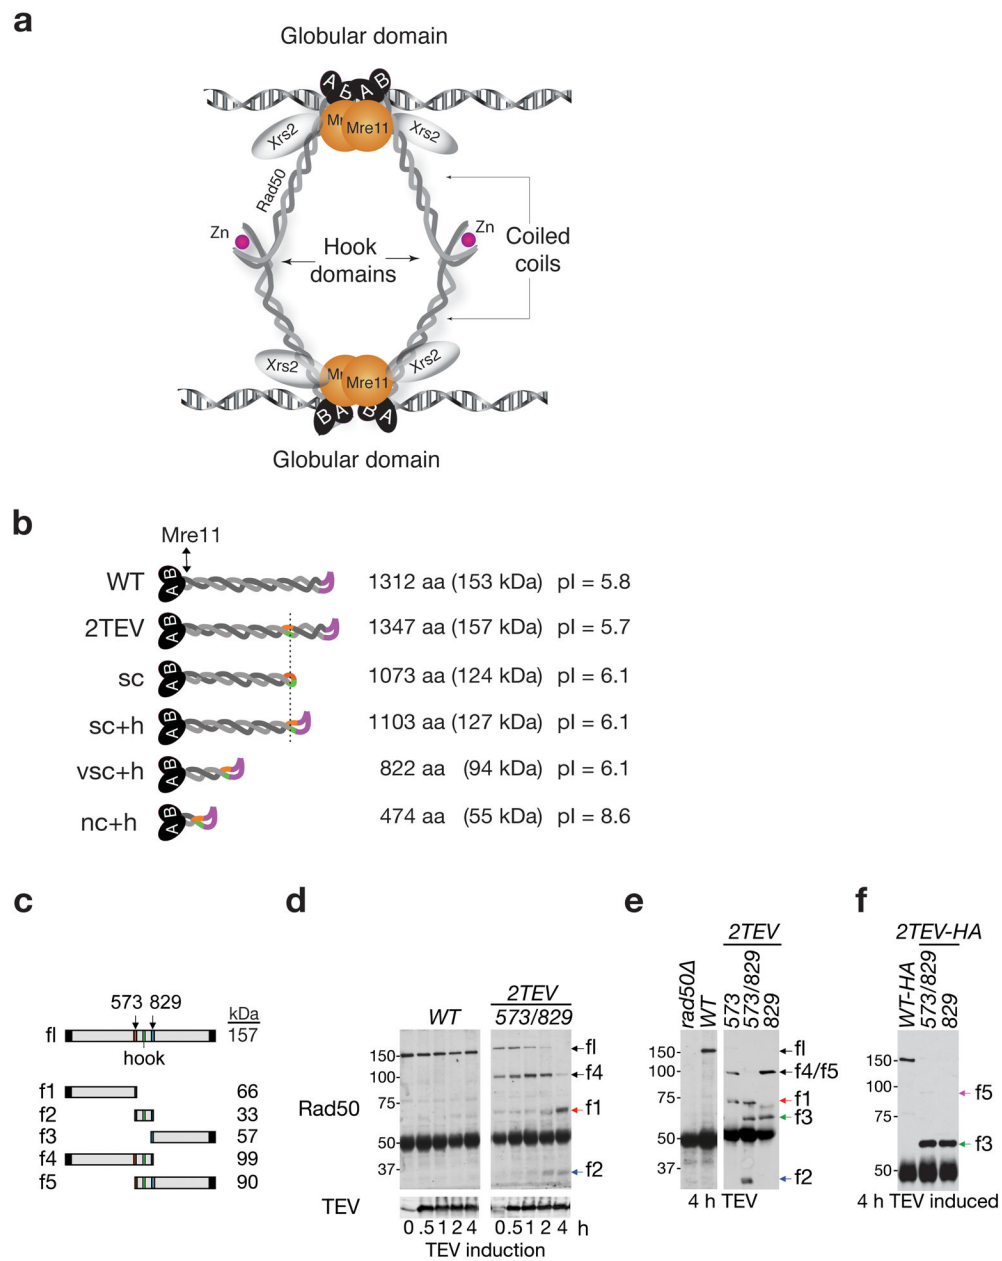 a
Globular domain
A B A B
Xrs2 Mr Mre11 Xrs2
Rad50
Zn Zn
Hook domains
Coiled coils
Xrs2 Mr Mre11 Xrs2
B A B A
Globular domain
b
Mre11
WT A B 1312 aa (153 kDa) pI = 5.8
2TEV A B 1347 aa (157 kDa) pI = 5.7
sc A B 1073 aa (124 kDa) pI = 6.1
sc+h A B 1103 aa (127 kDa) pI = 6.1
vsc+h A B 822 aa (94 kDa) pI = 6.1
nc+h A B 474 aa (55 kDa) pI = 8.6
c
573 829 kDa
fl 157
hook
f1 66
f2 33
f3 57
f4 99
f5 90
d
2TEV
WT 573/829
150
100
75
50
37
Rad50
fl
f4
f1
f2
TEV
0 .5 1 2 4 0 .5 1 2 4 h
TEV induction
e
2TEV
rad50Δ
WT
573
573/829
829
150
100
75
50
37
fl
f4/f5
f1
f3
f2
4 h TEV
f
2TEV-HA
WT-HA
573/829
829
150
100
75
50
f5
f3
4 h TEV induced